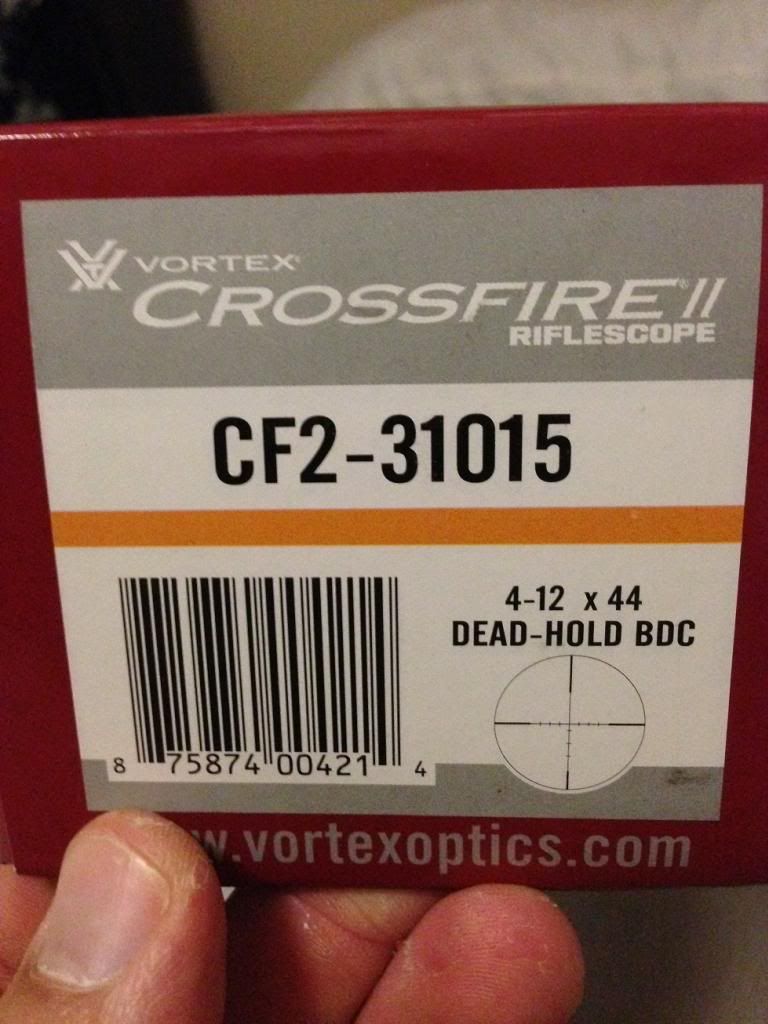 VORTEX
CROSSFIRE® II
RIFLESCOPE
CF2-31015
4-12 x 44
DEAD-HOLD BDC
8 75874 00421 4
w.vortexoptics.com